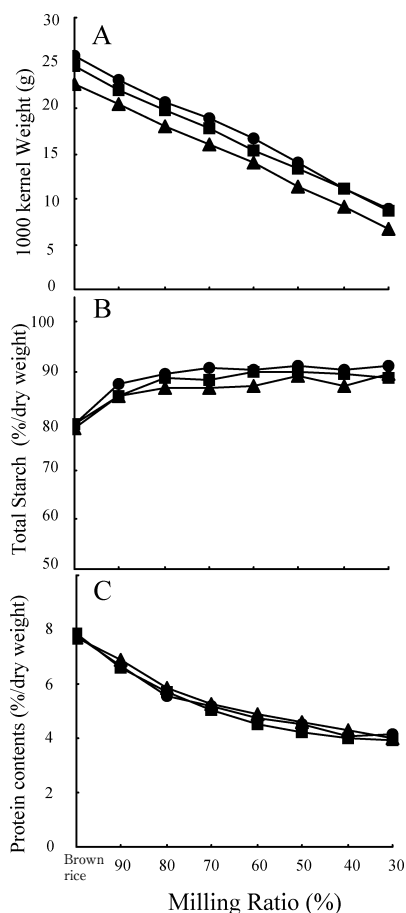 A
1000 kernel Weight (g)
30
25
20
15
10
5
0
B
Total Starch (%/dry weight)
100
90
80
70
60
50
C
Protein contents (%/dry weight)
8
6
4
2
0
Brown
rice
90 80 70 60 50 40 30
Milling Ratio (%)